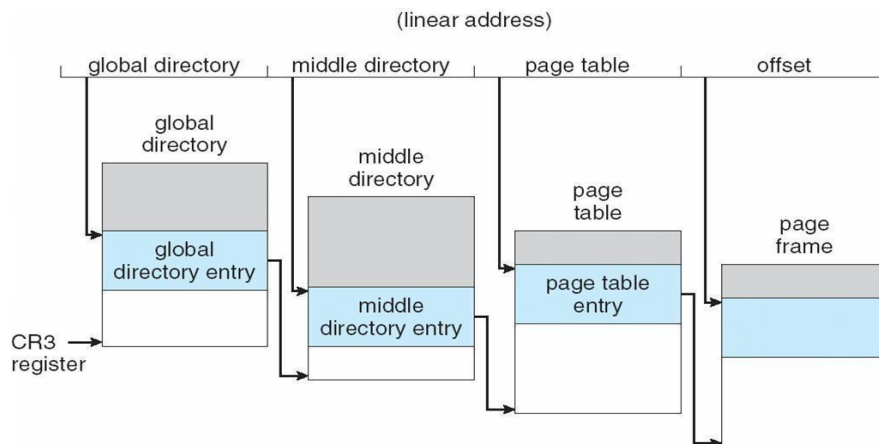 (linear address)
global directory
middle directory
page table
offset
global
directory
middle
directory
page
table
page
frame
global
directory entry
middle
directory entry
page table
entry
CR3
register